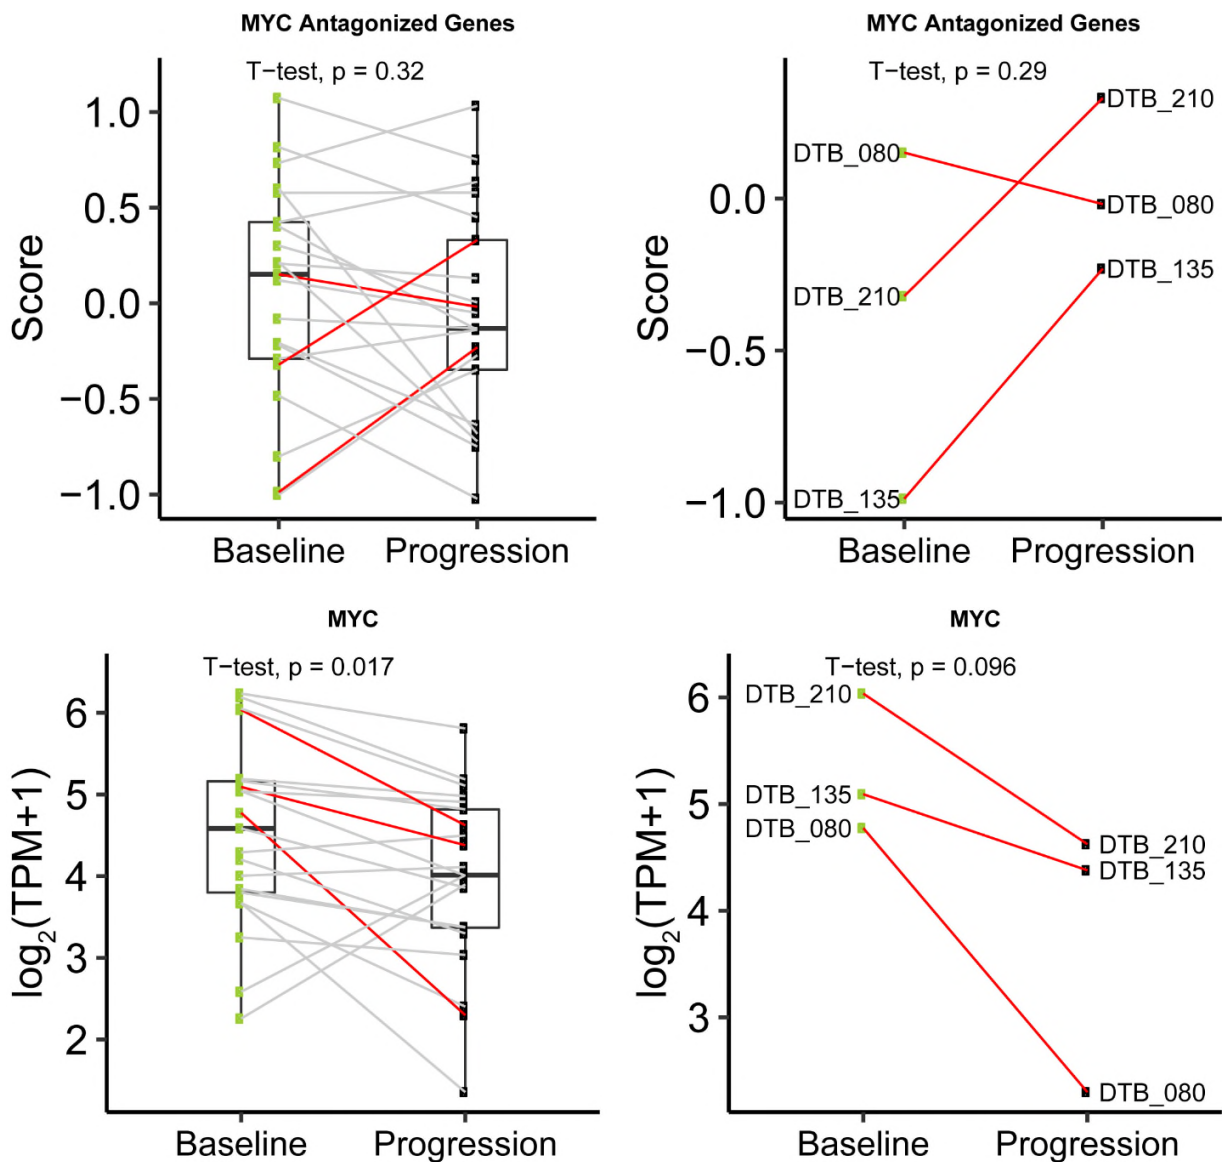 MYC Antagonized Genes
T-test, p = 0.32
Score
1.0
0.5
0.0
−0.5
−1.0
Baseline
Progression
MYC Antagonized Genes
T-test, p = 0.29
Score
0.0
−0.5
−1.0
DTB_080
DTB_210
DTB_135
DTB_210
DTB_080
DTB_135
Baseline
Progression
MYC
T-test, p = 0.017
log2(TPM+1)
6
5
4
3
2
Baseline
Progression
MYC
T-test, p = 0.096
log2(TPM+1)
6
5
4
3
DTB_210
DTB_135
DTB_080
DTB_210
DTB_135
DTB_080
Baseline
Progression